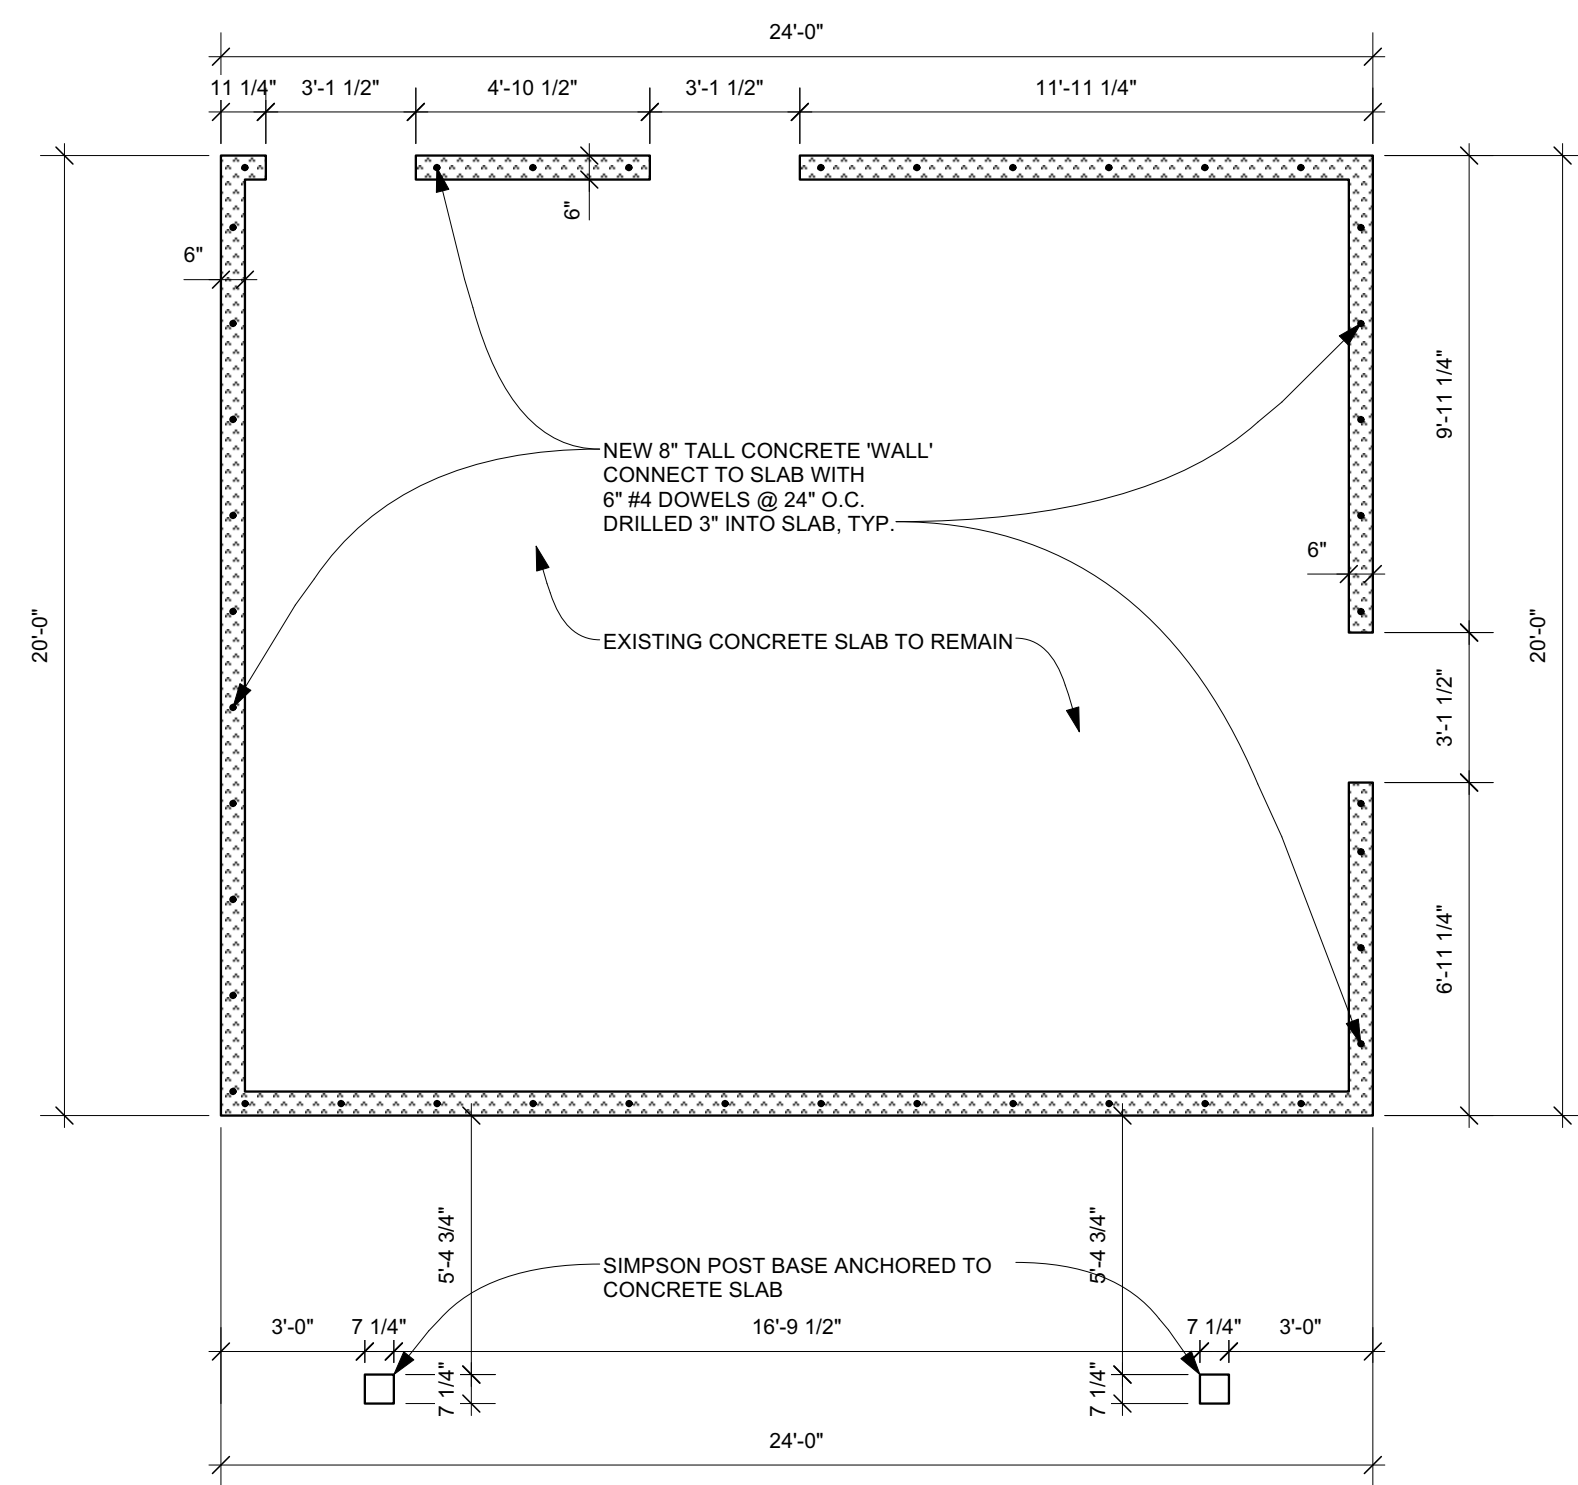 24'-0"
11 1/4" 3'-1 1/2" 4'-10 1/2" 3'-1 1/2" 11'-11 1/4"
6"
6"
9'-11 1/4"
NEW 8" TALL CONCRETE 'WALL'
CONNECT TO SLAB WITH
6" #4 DOWELS @ 24" O.C.
DRILLED 3" INTO SLAB, TYP.
6"
20'-0"
EXISTING CONCRETE SLAB TO REMAIN
20'-0"
3'-1 1/2"
6'-11 1/4"
5'-4 3/4"
5'-4 3/4"
SIMPSON POST BASE ANCHORED TO
CONCRETE SLAB
3'-0" 7 1/4" 16'-9 1/2" 7 1/4" 3'-0"
7 1/4"
7 1/4"
24'-0"